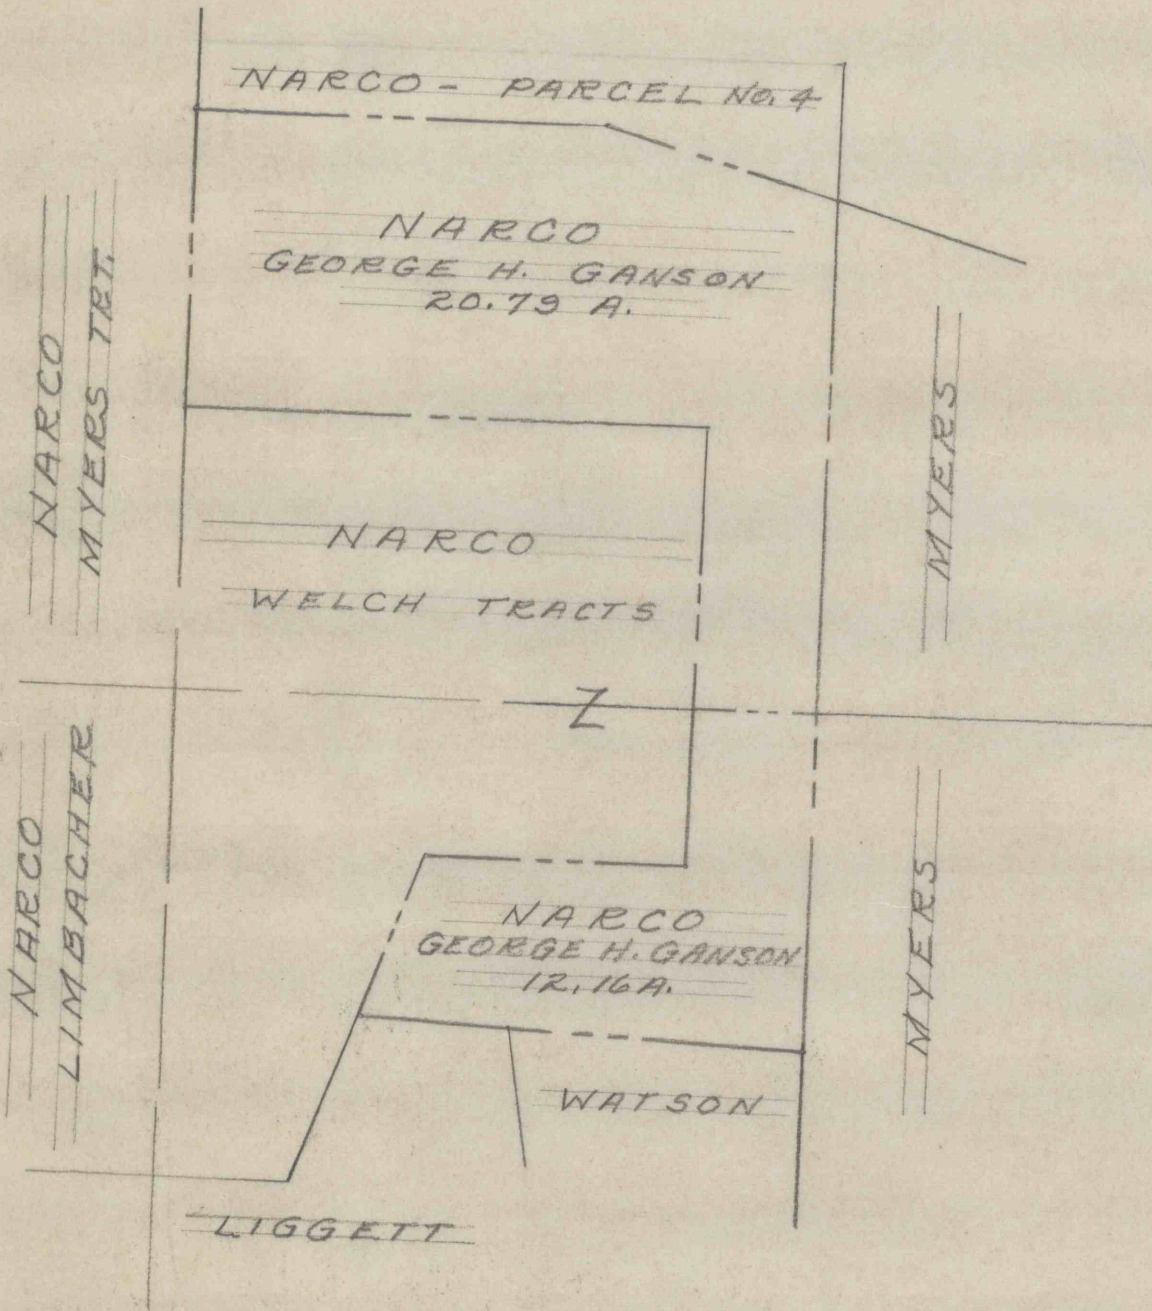 NARCO - PARCEL NO. 4
NARCO
GEORGE H. GANSON
20.79 A.
NARCO
MYERS TRT.
MYERS
NARCO
WELCH TRACTS
Z
NARCO
LIMBACHER
NARCO
GEORGE H. GANSON
12.16 A.
MYERS
WATSON
LIGGETT